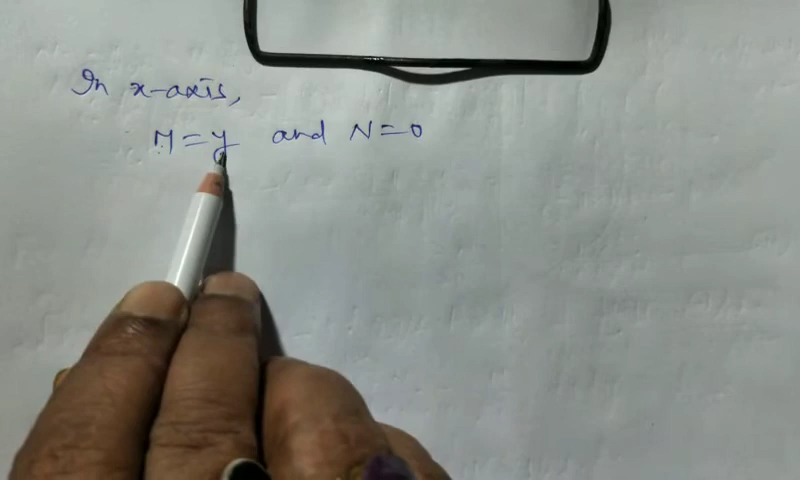 In x-axis,
M = y and N = 0